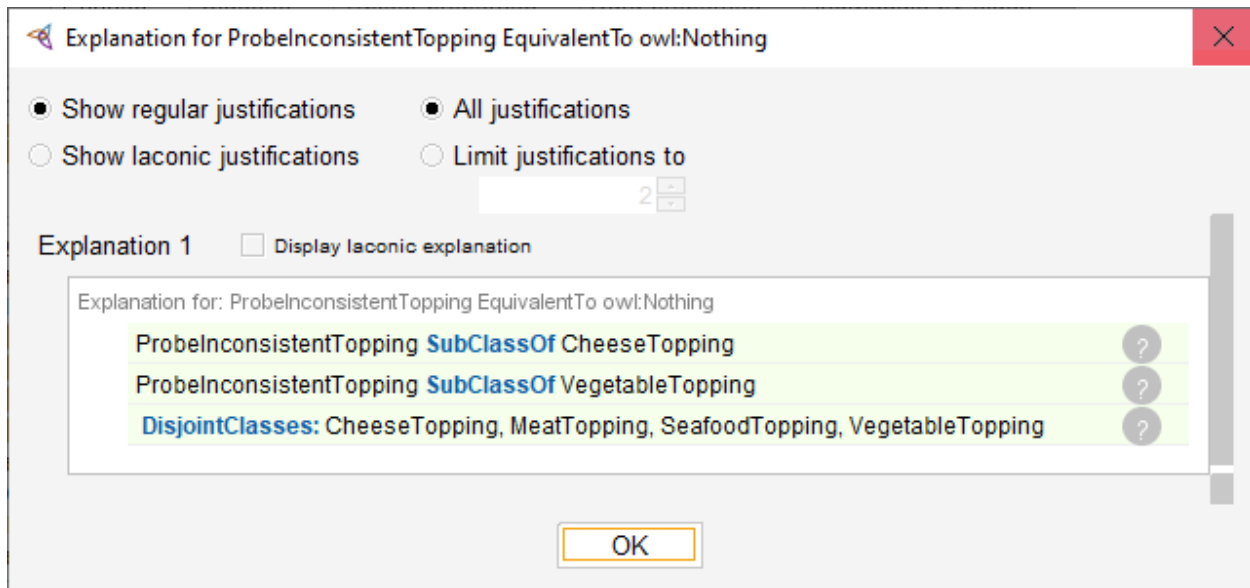 Explanation for ProbeInconsistentTopping EquivalentTo owl:Nothing
Show regular justifications
All justifications
Show laconic justifications
Limit justifications to
2
Explanation 1
Display laconic explanation
Explanation for: ProbeInconsistentTopping EquivalentTo owl:Nothing
ProbeInconsistentTopping SubClassOf CheeseTopping
?
ProbeInconsistentTopping SubClassOf VegetableTopping
?
DisjointClasses: CheeseTopping, MeatTopping, SeafoodTopping, VegetableTopping
?
OK